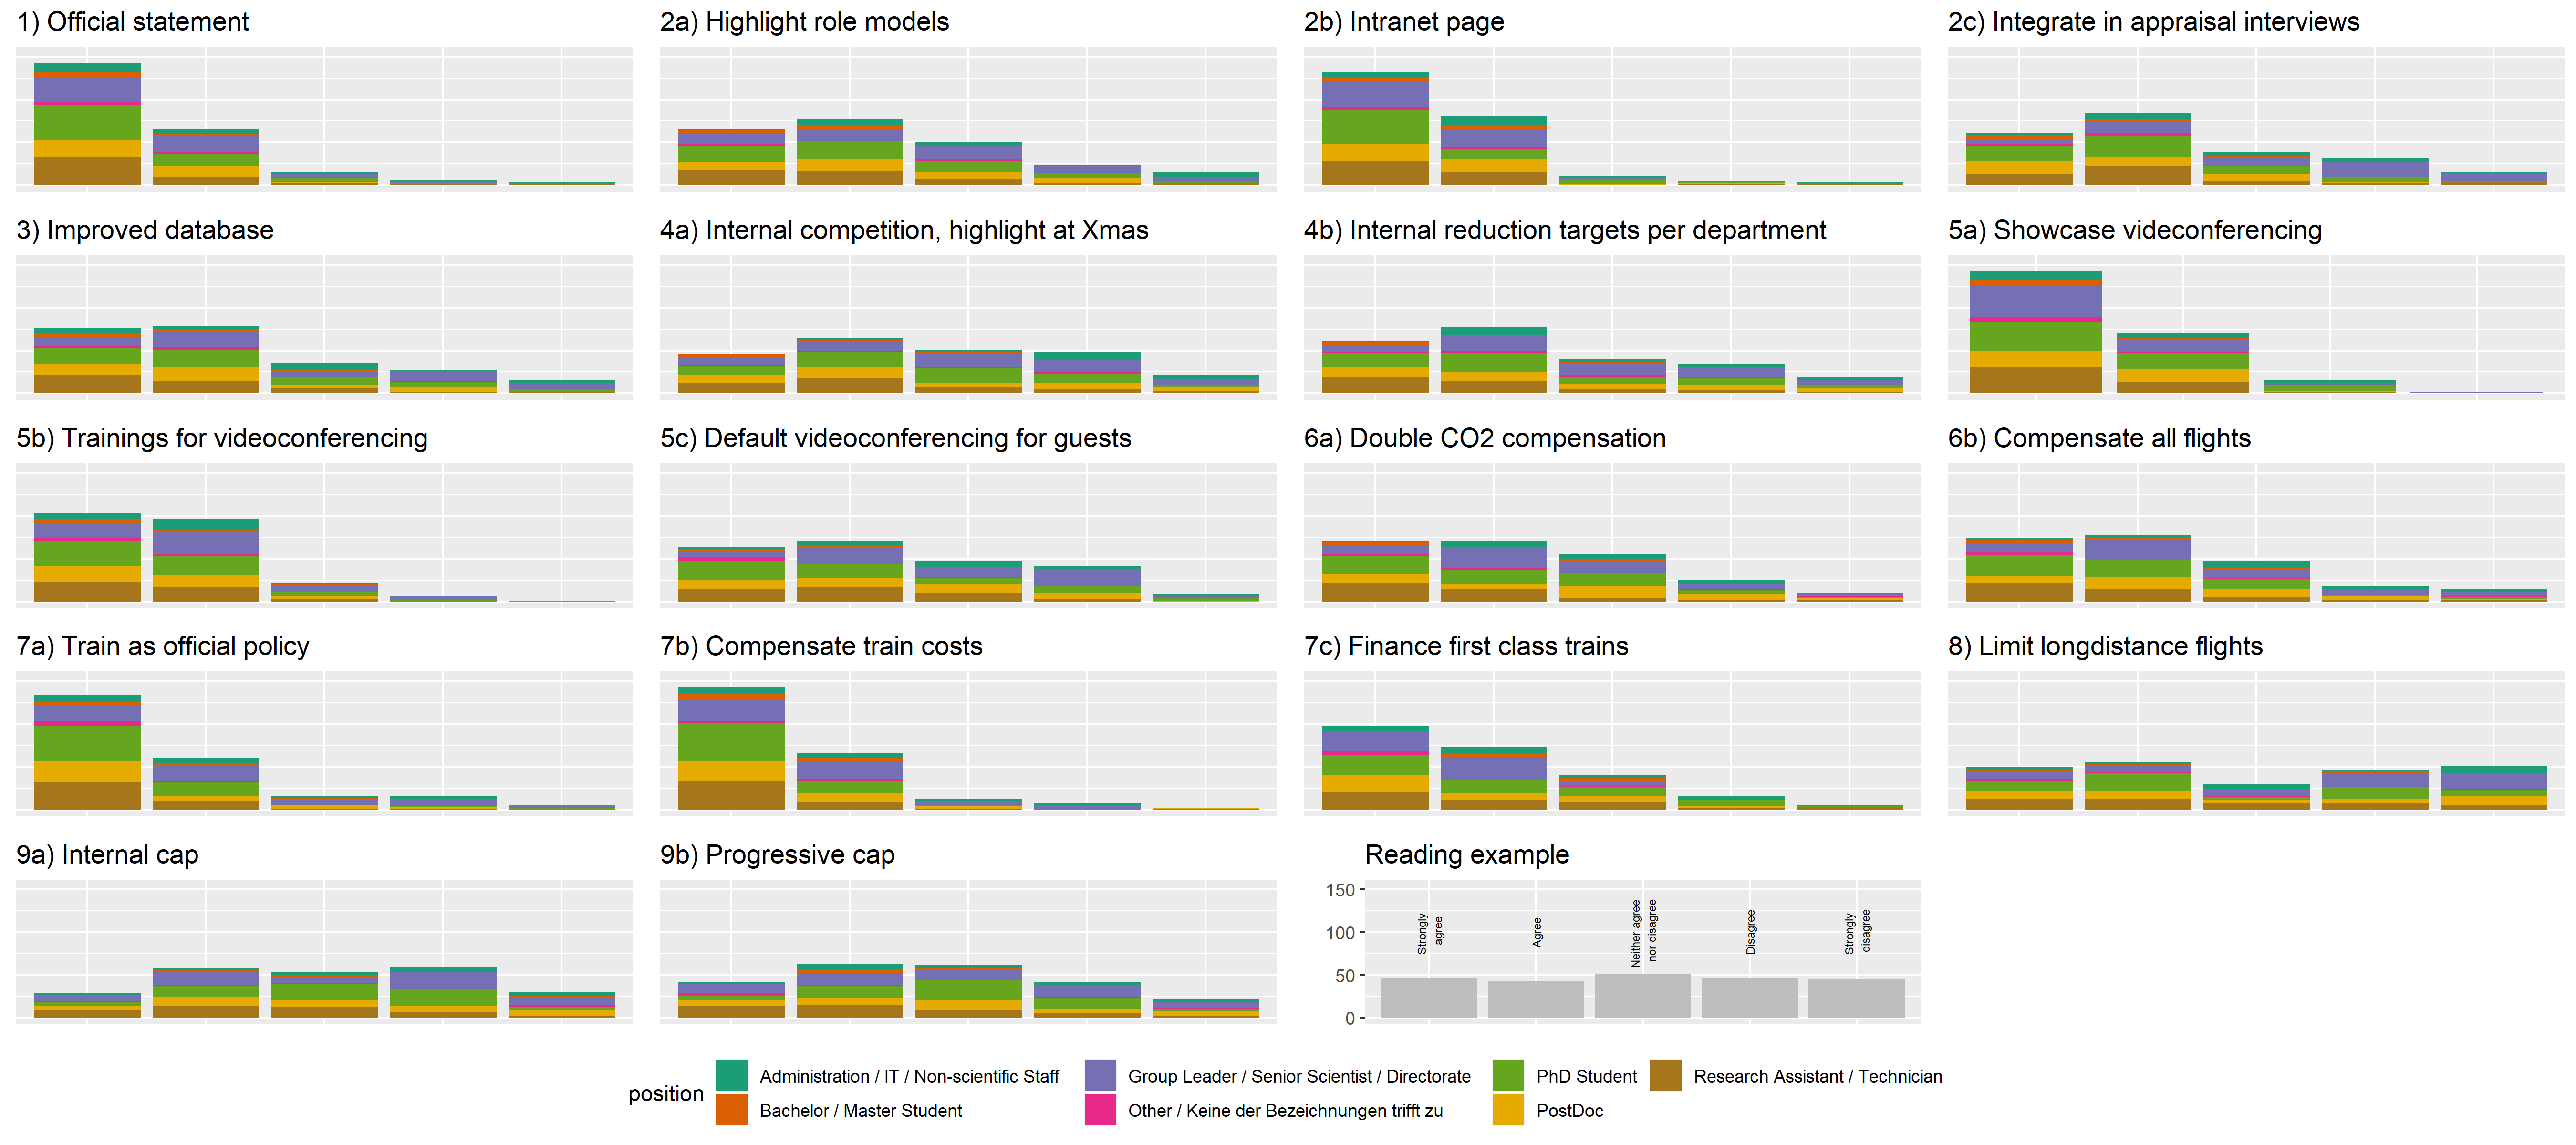 1) Official statement
2a) Highlight role models
2b) Intranet page
2c) Integrate in appraisal interviews
3) Improved database
4a) Internal competition, highlight at Xmas
4b) Internal reduction targets per department
5a) Showcase videoconferencing
5b) Trainings for videoconferencing
5c) Default videoconferencing for guests
6a) Double CO2 compensation
6b) Compensate all flights
7a) Train as official policy
7b) Compensate train costs
7c) Finance first class trains
8) Limit longdistance flights
9a) Internal cap
9b) Progressive cap
Reading example
150
100
50
0
Strongly
agree
Agree
Neither agree
nor disagree
Disagree
Strongly
disagree
position
Administration / IT / Non-scientific Staff
Bachelor / Master Student
Group Leader / Senior Scientist / Directorate
Other / Keine der Bezeichnungen trifft zu
PhD Student
PostDoc
Research Assistant / Technician